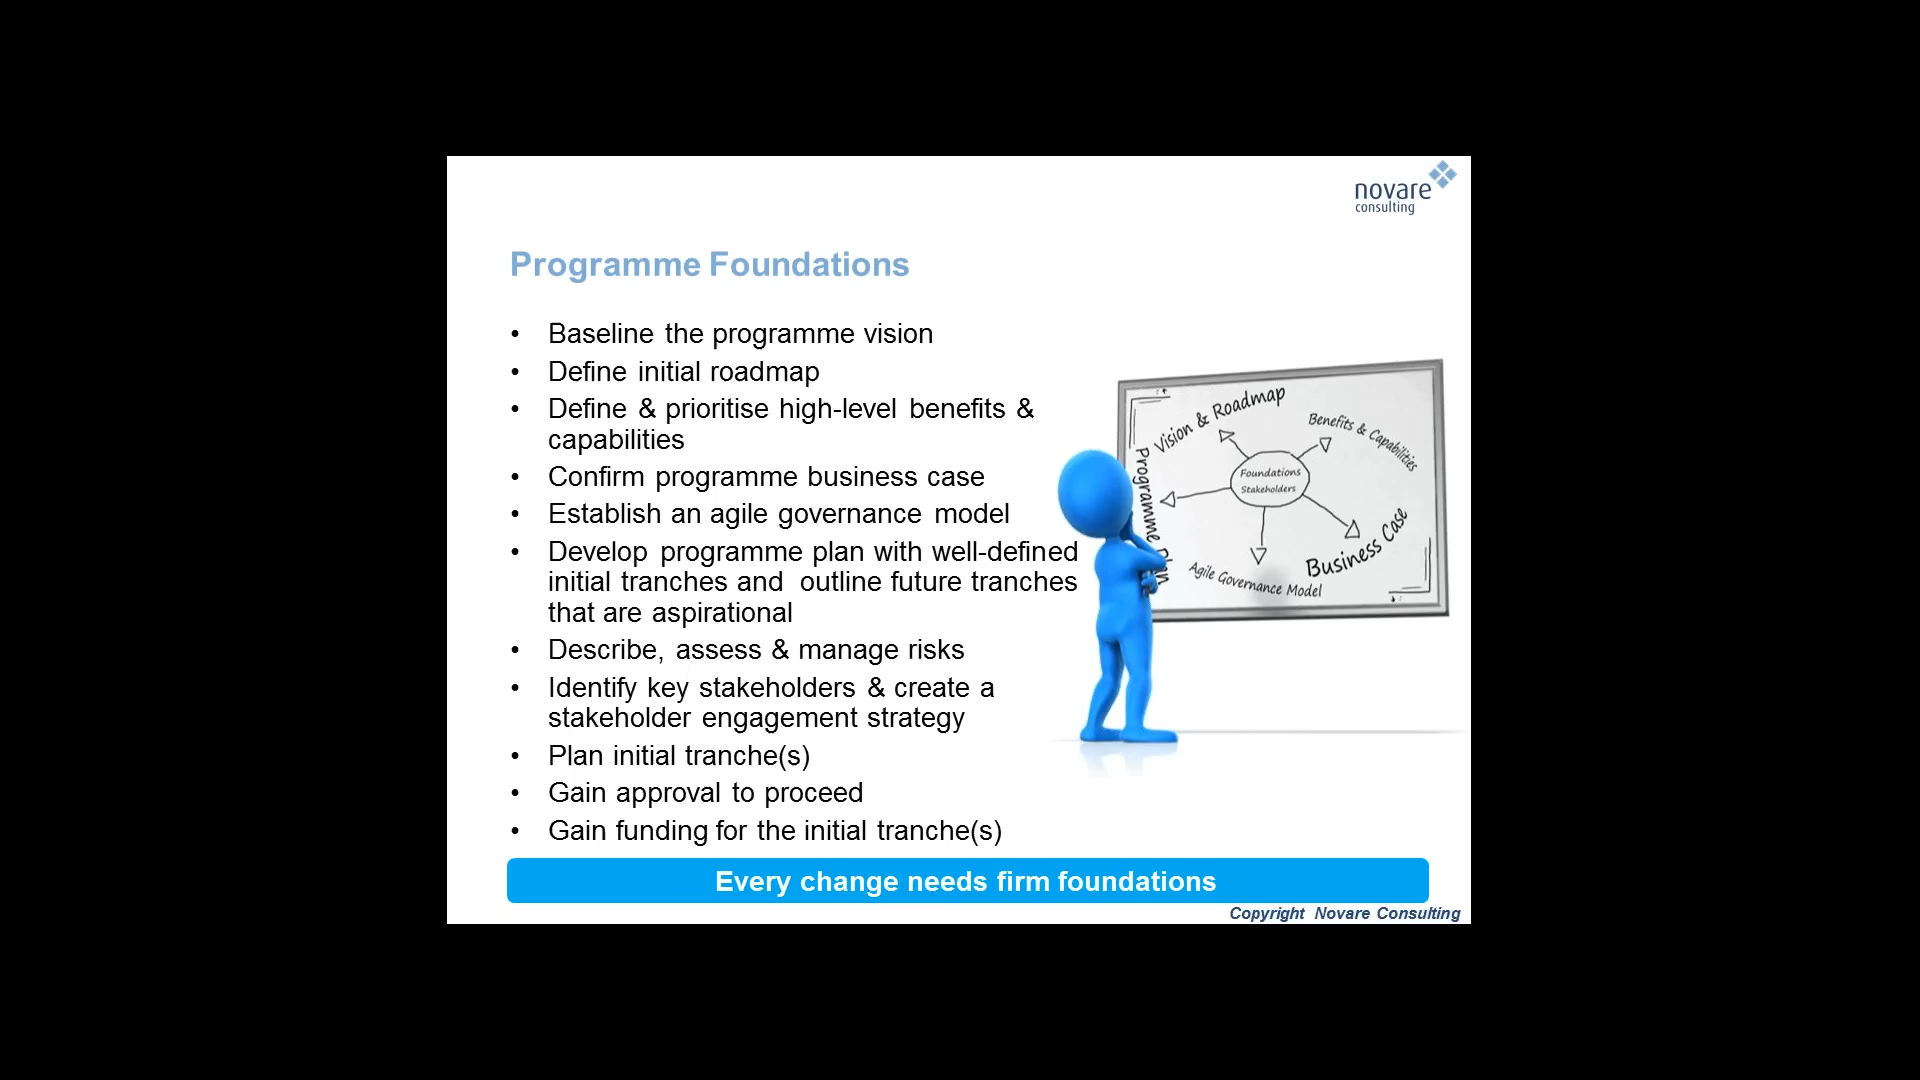 novare
consulting
Programme Foundations
• Baseline the programme vision
• Define initial roadmap
• Define & prioritise high-level benefits &
capabilities
• Confirm programme business case
• Establish an agile governance model
• Develop programme plan with well-defined
initial tranches and outline future tranches
that are aspirational
• Describe, assess & manage risks
• Identify key stakeholders & create a
stakeholder engagement strategy
• Plan initial tranche(s)
• Gain approval to proceed
• Gain funding for the initial tranche(s)
Vision & Roadmap
Benefits & Capabilities
Foundations
Stakeholders
Programme Plan
Business Case
Agile Governance Model
Every change needs firm foundations
Copyright Novare Consulting